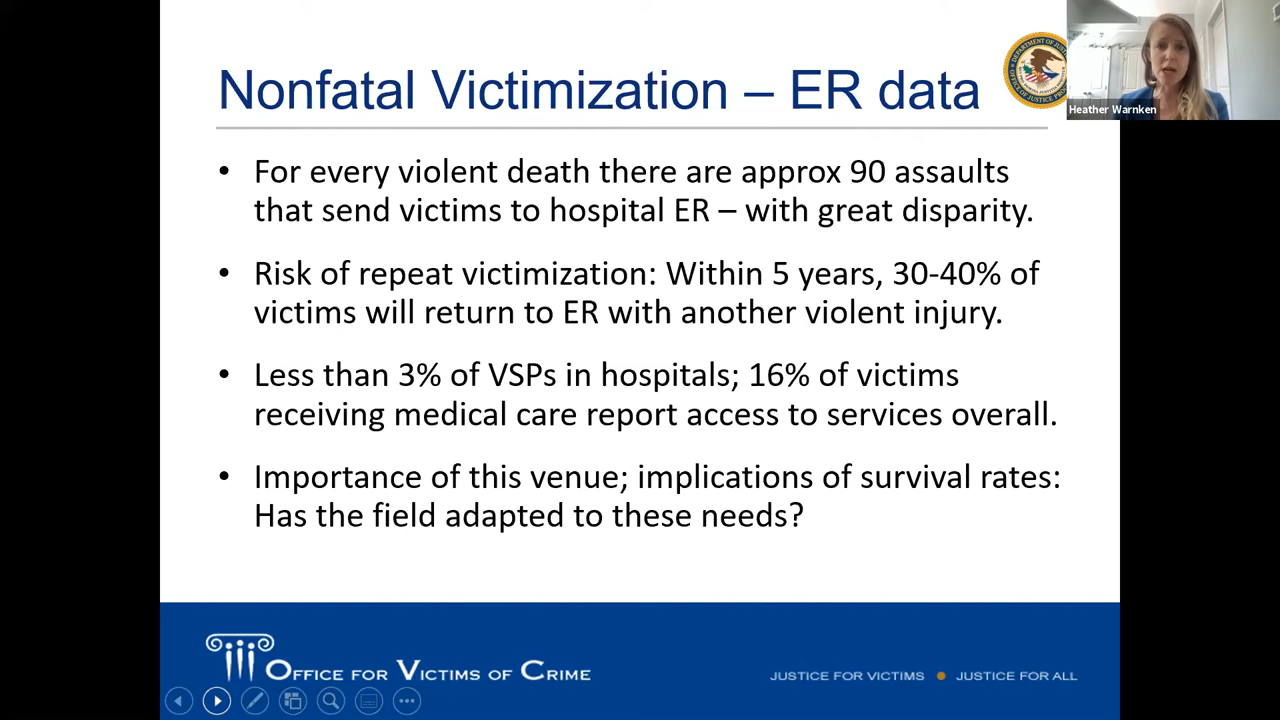 Nonfatal Victimization – ER data
Heather Warnken
• For every violent death there are approx 90 assaults
that send victims to hospital ER – with great disparity.
• Risk of repeat victimization: Within 5 years, 30-40% of
victims will return to ER with another violent injury.
• Less than 3% of VSPs in hospitals; 16% of victims
receiving medical care report access to services overall.
• Importance of this venue; implications of survival rates:
Has the field adapted to these needs?
OFFICE FOR VICTIMS OF CRIME
JUSTICE FOR VICTIMS • JUSTICE FOR ALL